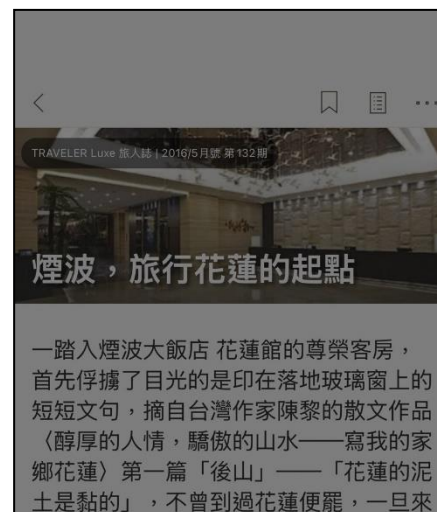 TRAVELER Luxe 旅人誌 | 2016/5月號 第132期
煙波，旅行花蓮的起點
一踏入煙波大飯店 花蓮館的尊榮客房，
首先俘擄了目光的是印在落地玻璃窗上的
短短文句，摘自台灣作家陳黎的散文作品
〈醇厚的人情，驕傲的山水——寫我的家
鄉花蓮〉第一篇「後山」——「花蓮的泥
土是黏的」，不曾到過花蓮便罷，一旦來